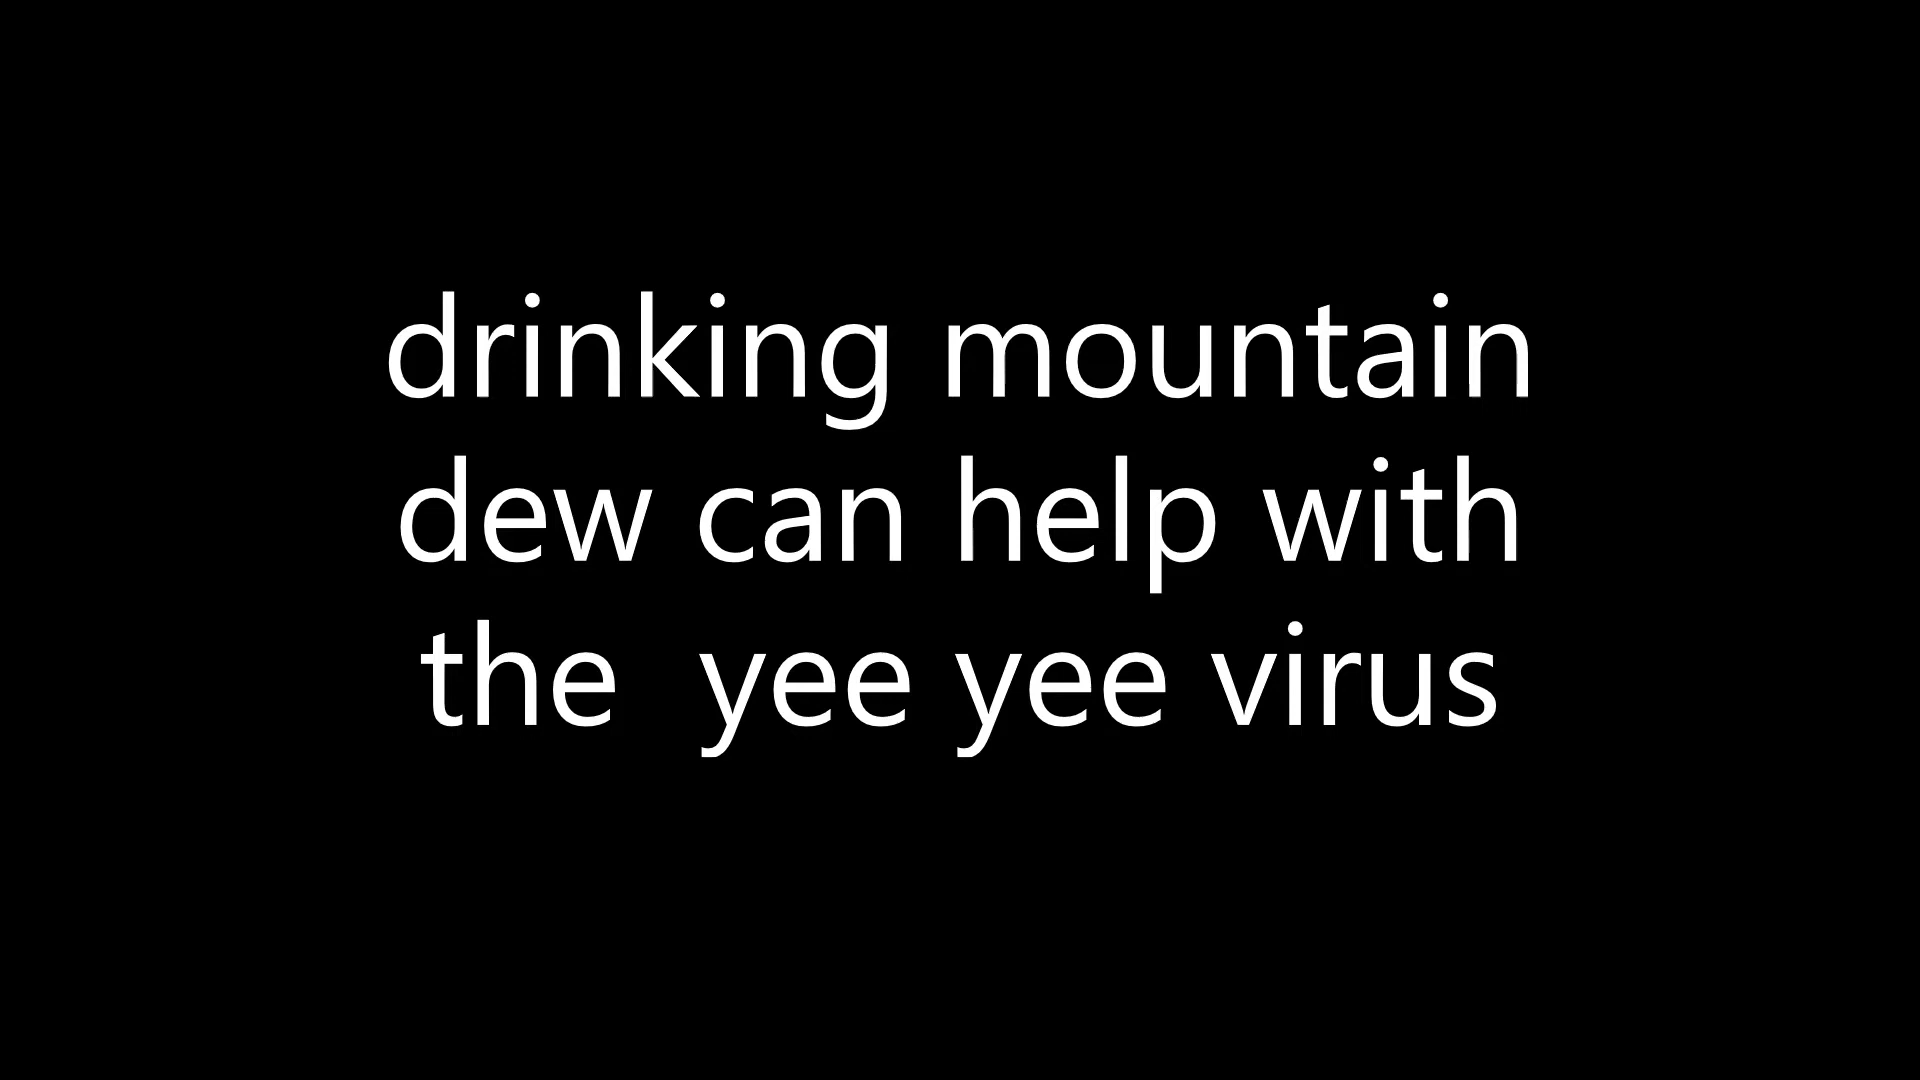 drinking mountain
dew can help with
the  yee yee virus